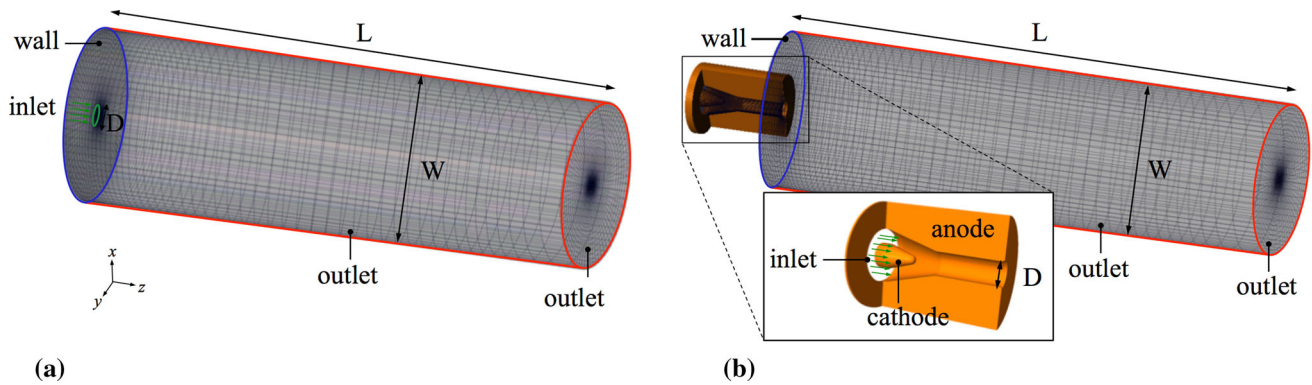 wall
L
inlet
D
W
x
y
z
outlet
outlet
(a)
wall
L
W
inlet
anode
D
cathode
outlet
outlet
(b)